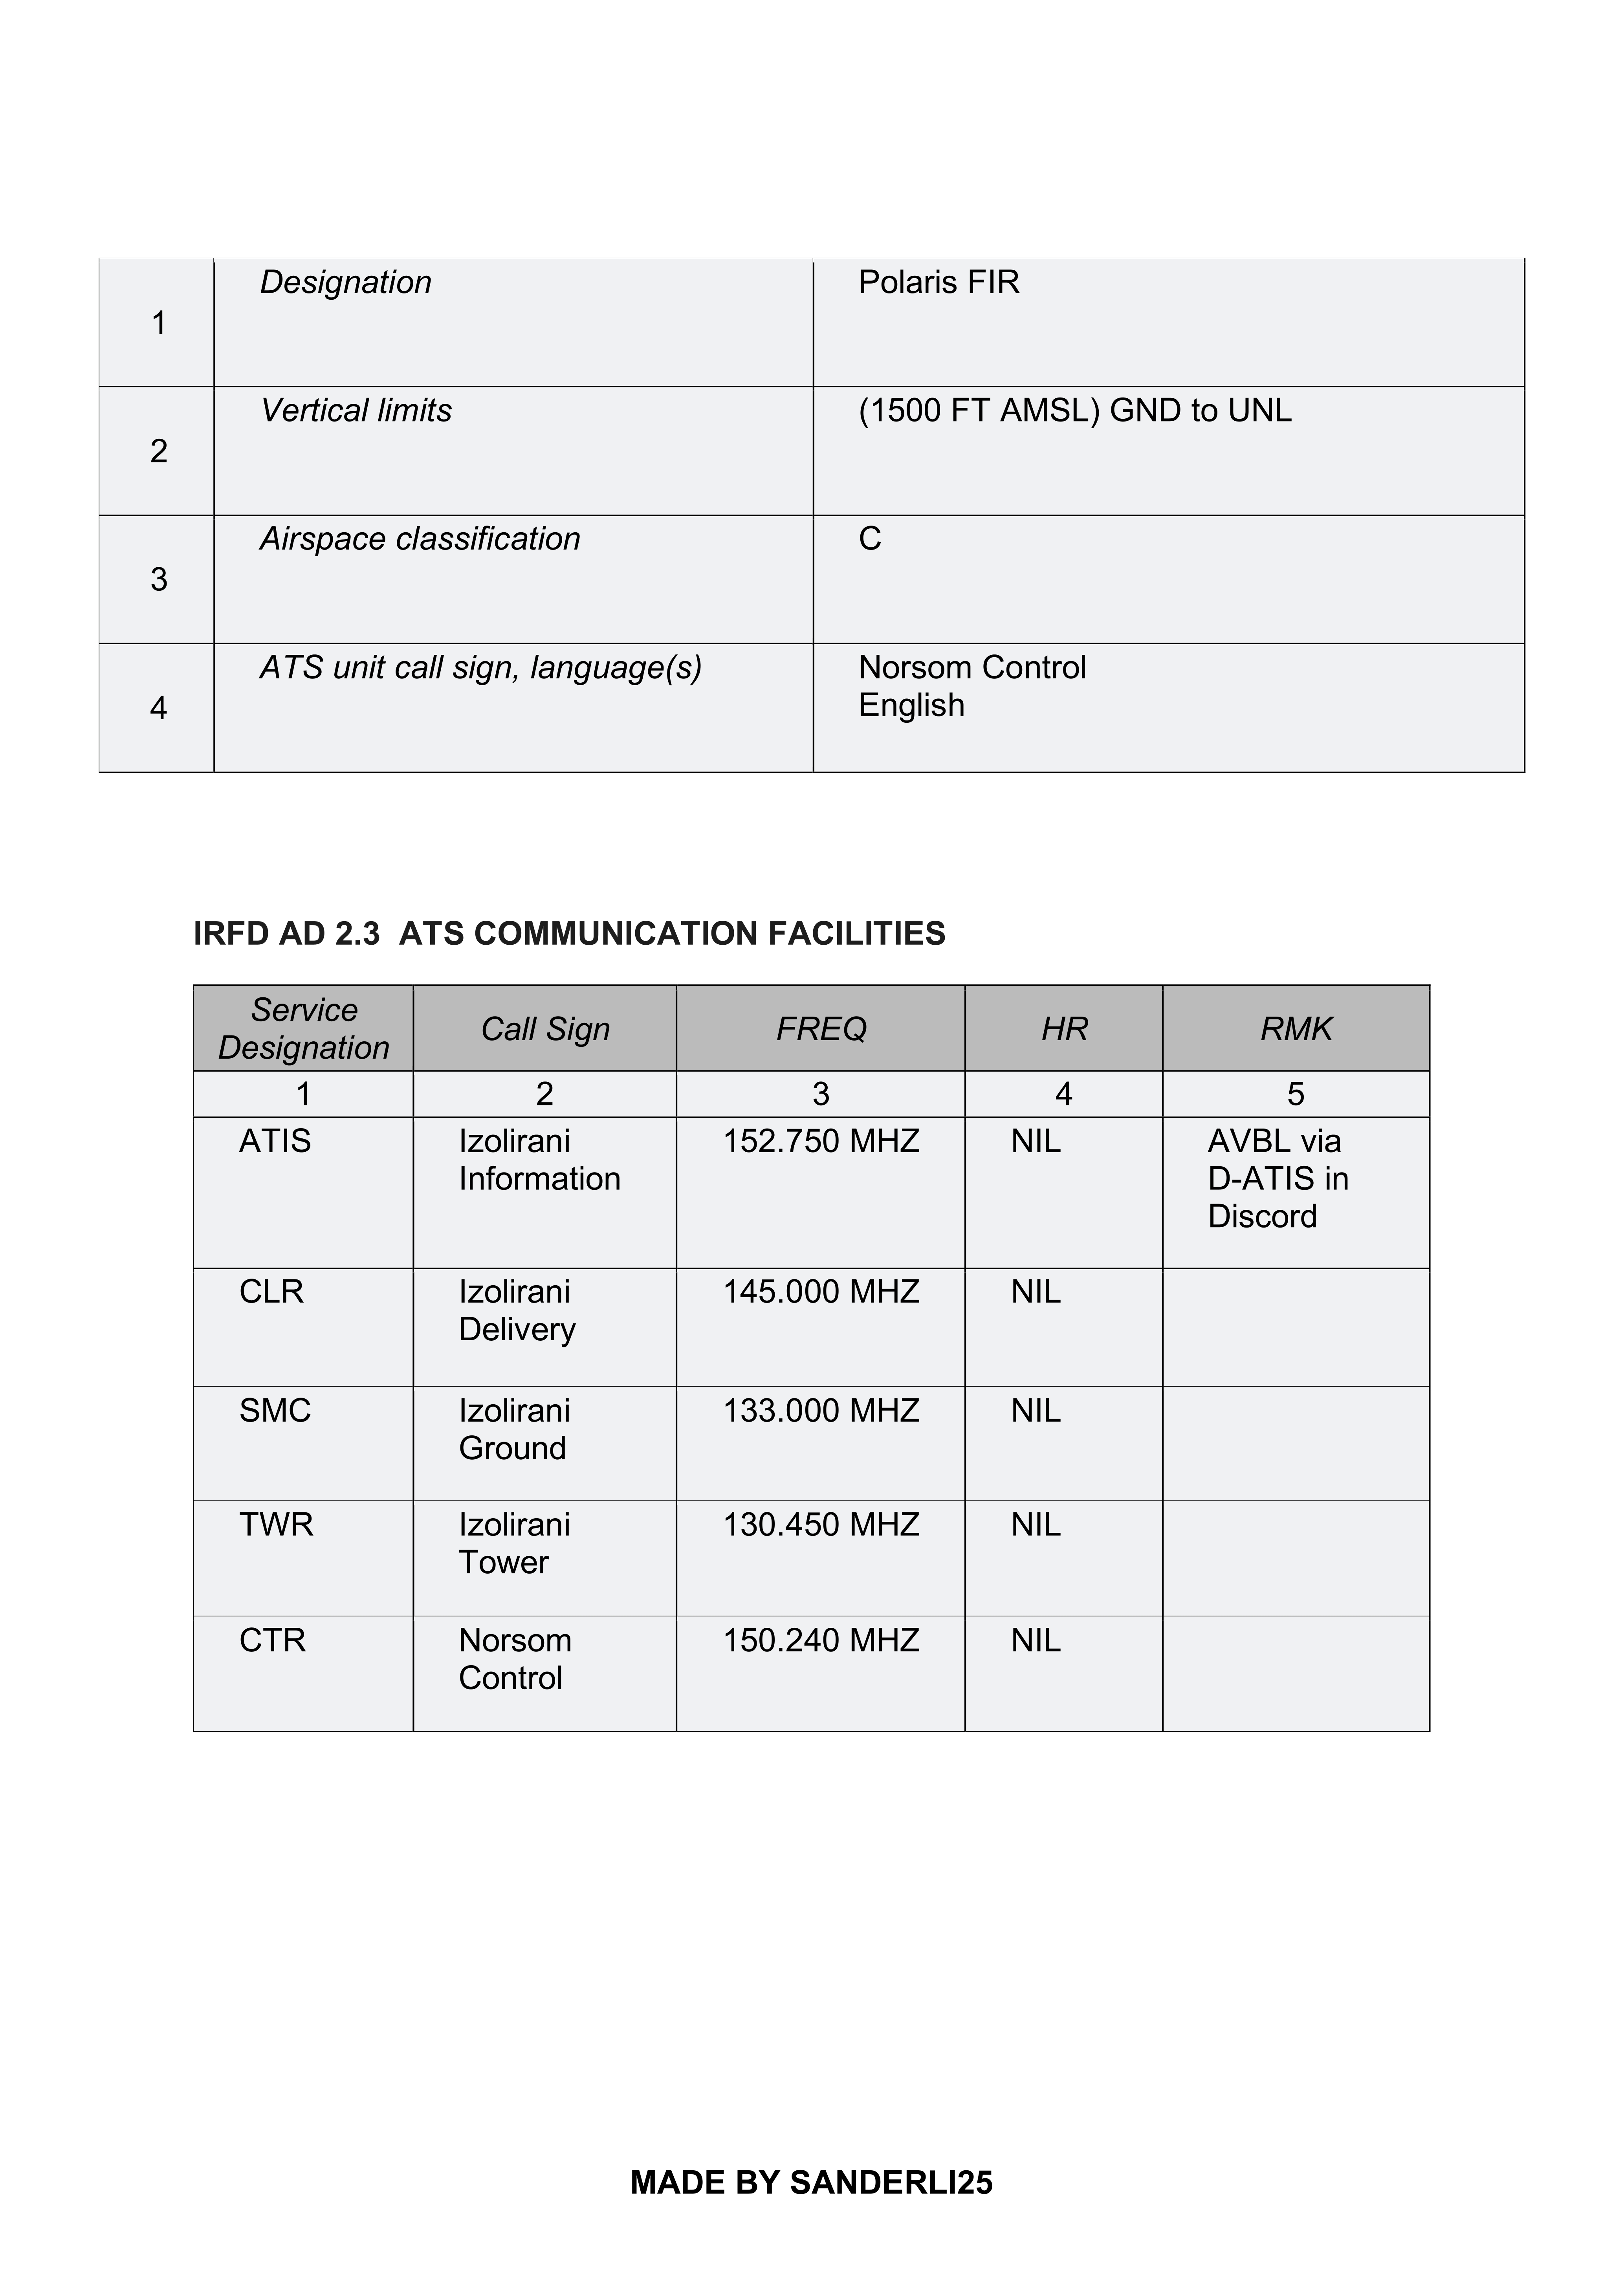 1
Designation
Polaris FIR
2
Vertical limits
(1500 FT AMSL) GND to UNL
3
Airspace classification
C
4
ATS unit call sign, language(s)
Norsom Control
English
IRFD AD 2.3  ATS COMMUNICATION FACILITIES
Service
Designation
Call Sign
FREQ
HR
RMK
1
2
3
4
5
ATIS
Izolirani
Information
152.750 MHZ
NIL
AVBL via
D-ATIS in
Discord
CLR
Izolirani
Delivery
145.000 MHZ
NIL
SMC
Izolirani
Ground
133.000 MHZ
NIL
TWR
Izolirani
Tower
130.450 MHZ
NIL
CTR
Norsom
Control
150.240 MHZ
NIL
MADE BY SANDERLI25